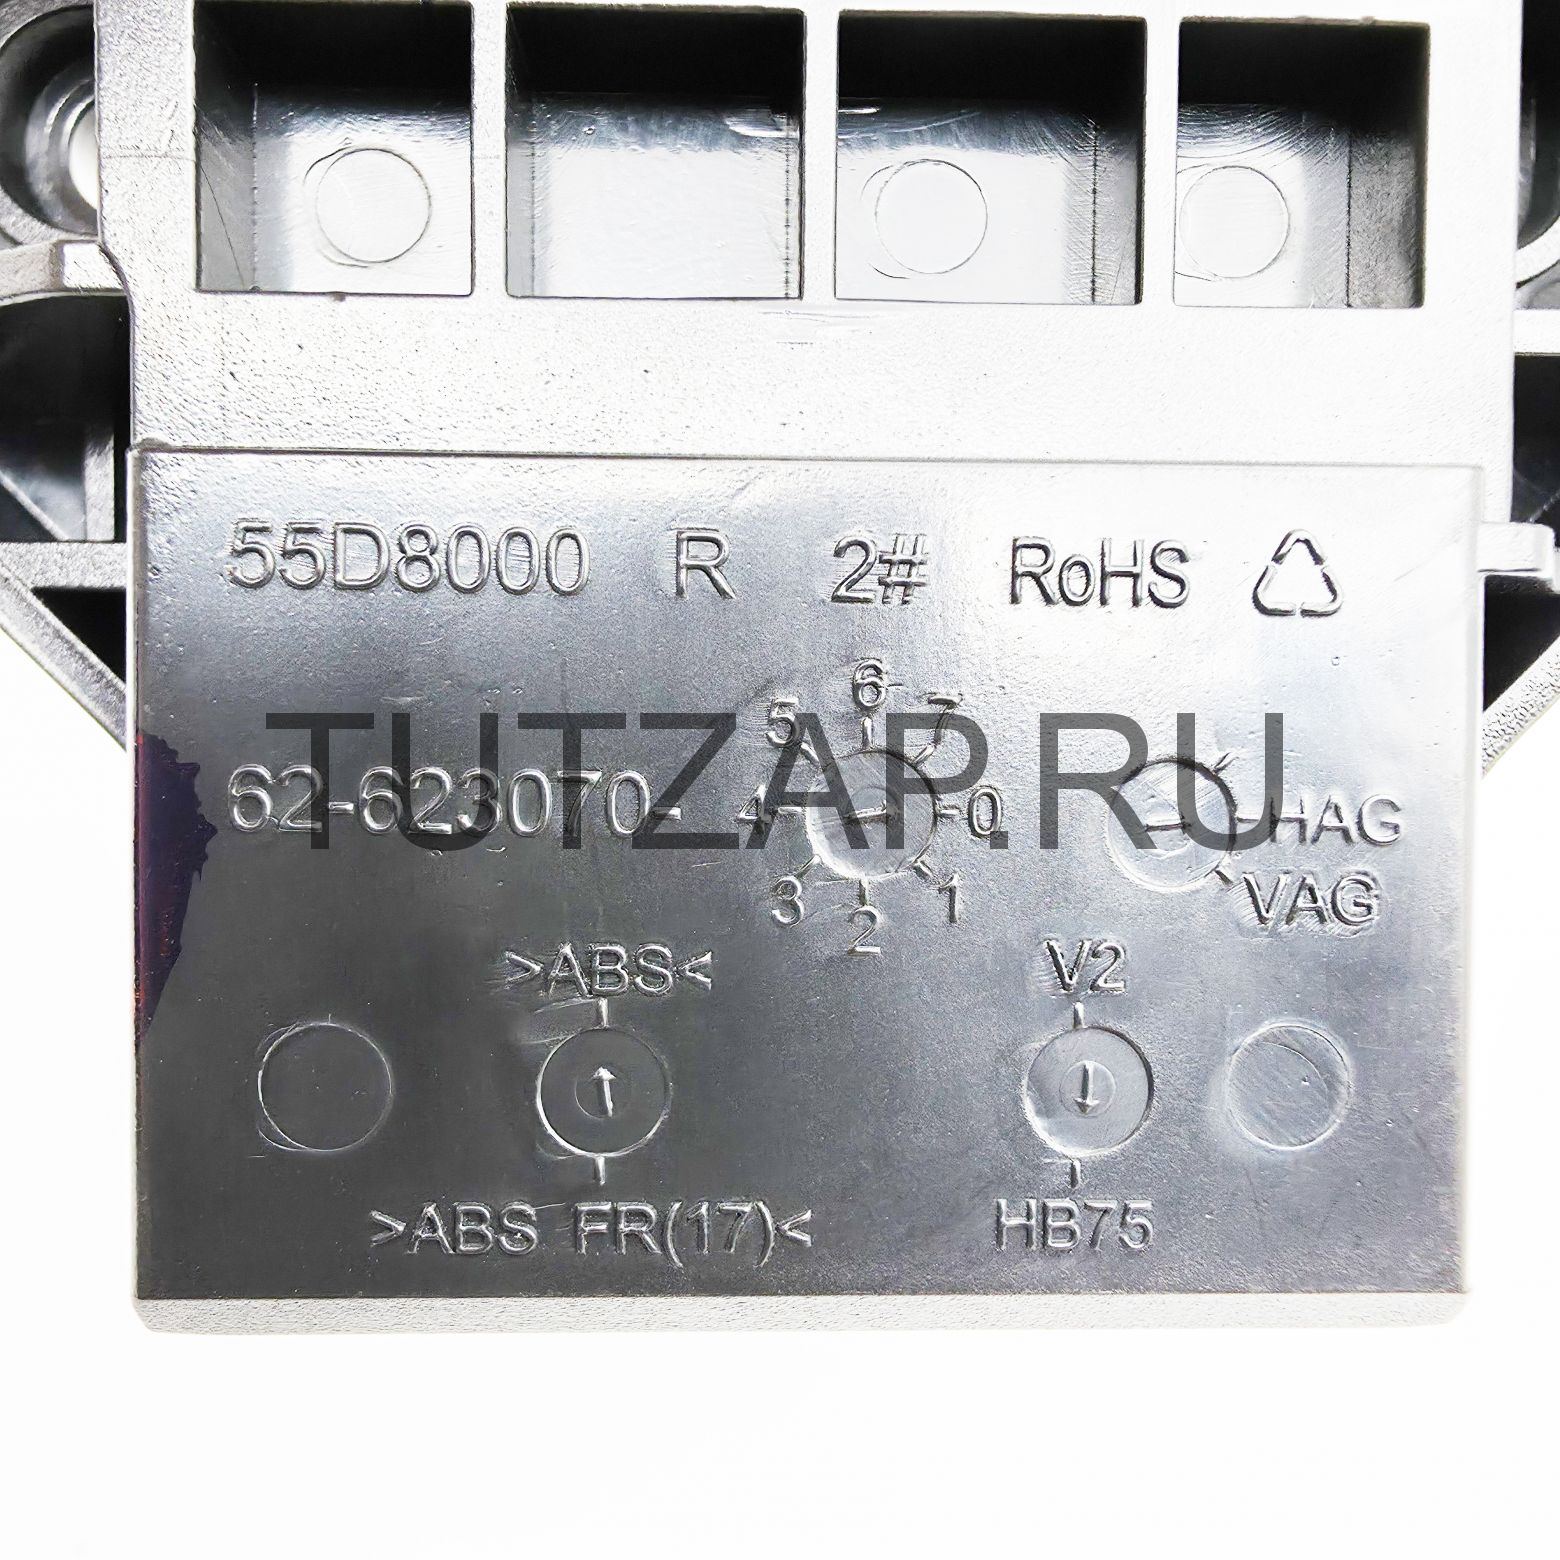 55D8000 R 2# RoHS
6
5 7
62-623070- 4 0 HAG
3 1 VAG
2
TUTZAP.RU
>ABS< V2
>ABS FR(17)< HB75